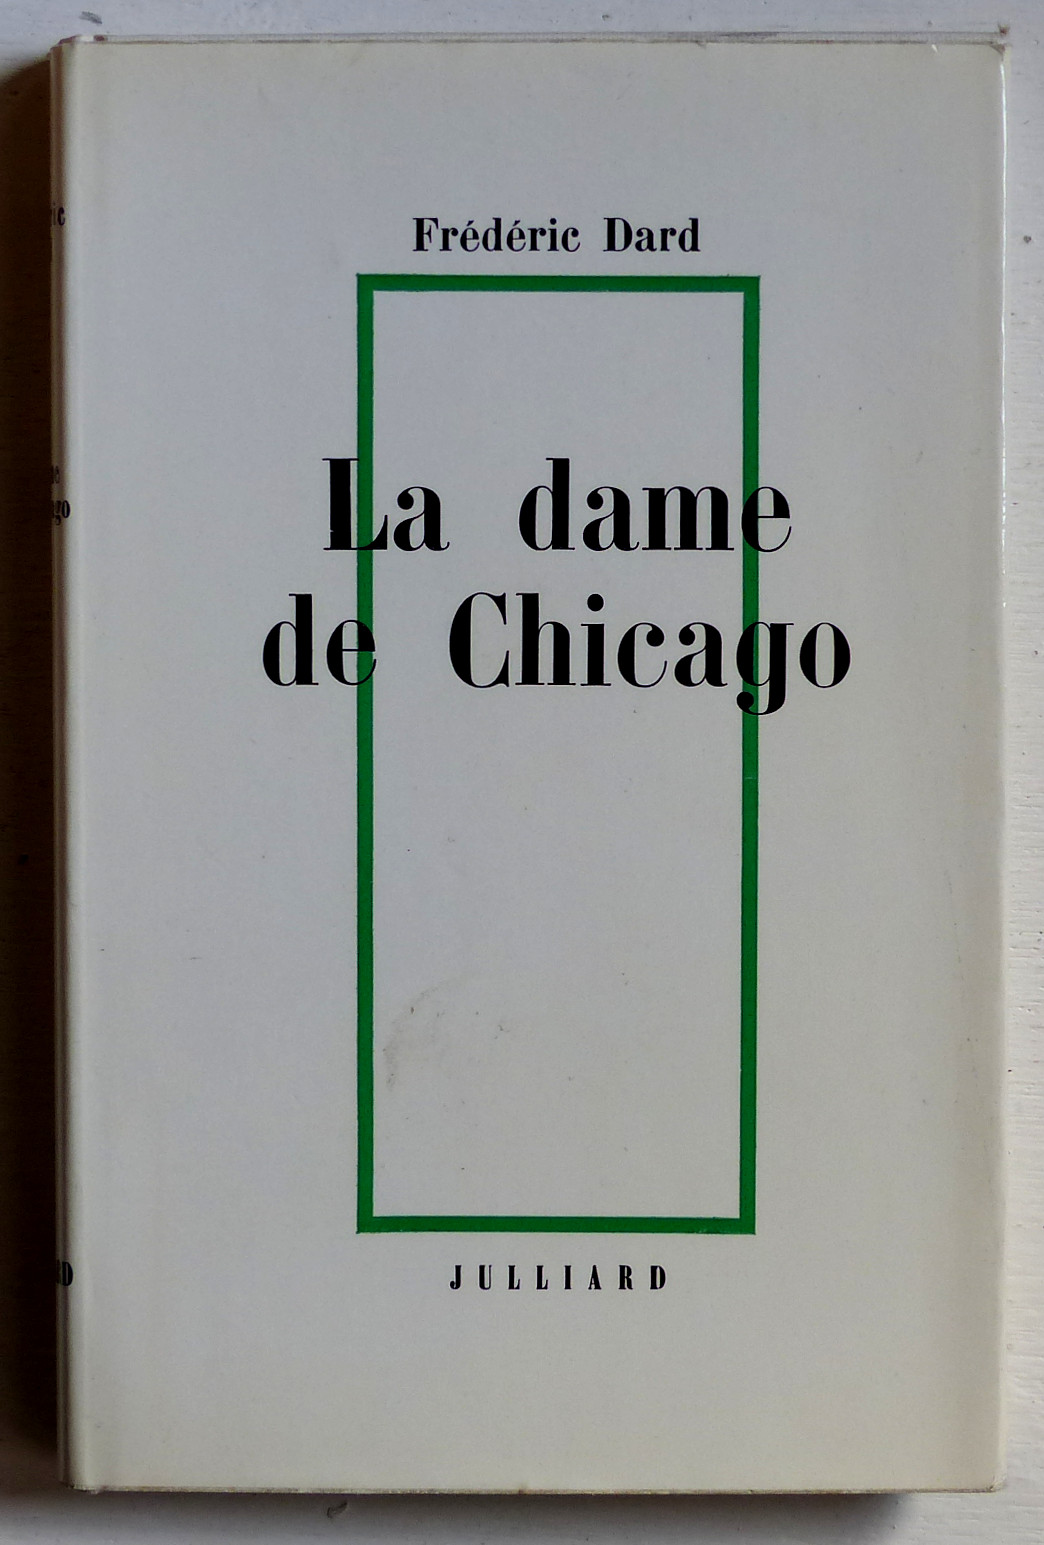 Frédéric Dard
La dame
de Chicago
JULLIARD